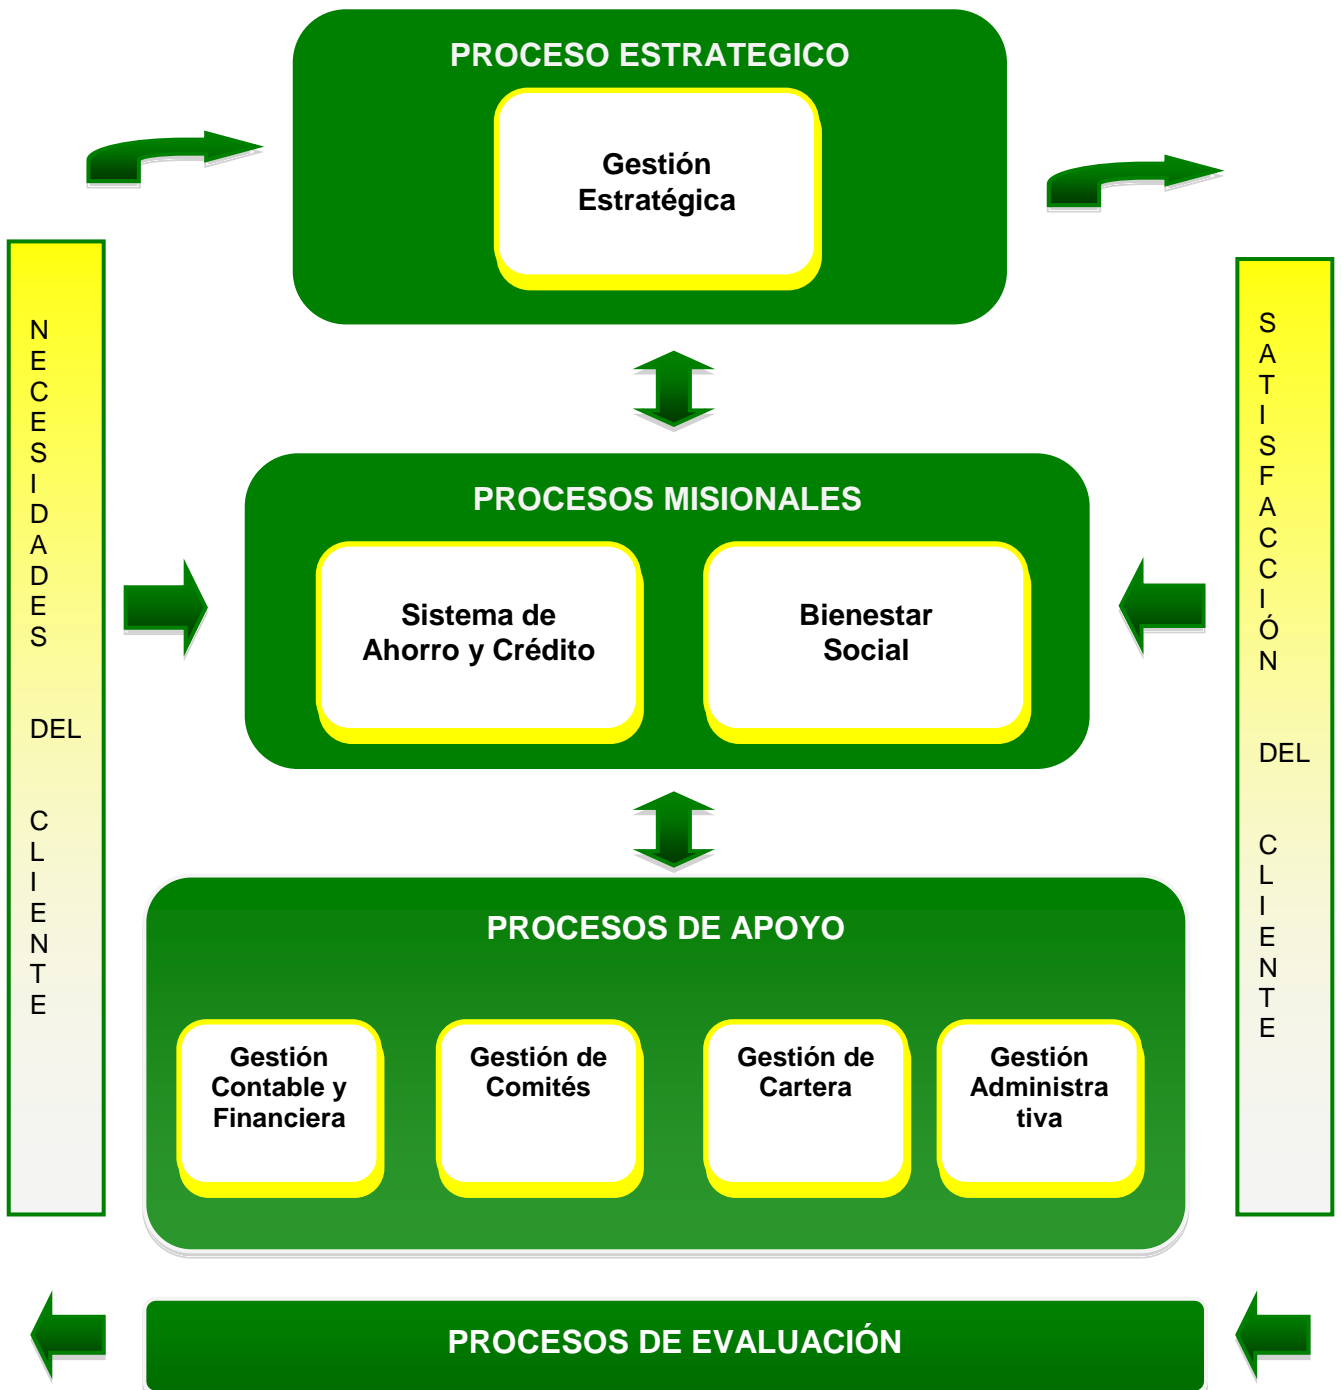 PROCESO ESTRATEGICO
Gestión
Estratégica
N
E
C
E
S
I
D
A
D
E
S
DEL
C
L
I
E
N
T
E
S
A
T
I
S
F
A
C
C
I
Ó
N
DEL
C
L
I
E
N
T
E
PROCESOS MISIONALES
Sistema de
Ahorro y Crédito
Bienestar
Social
PROCESOS DE APOYO
Gestión
Contable y
Financiera
Gestión de
Comités
Gestión de
Cartera
Gestión
Administra
tiva
PROCESOS DE EVALUACIÓN